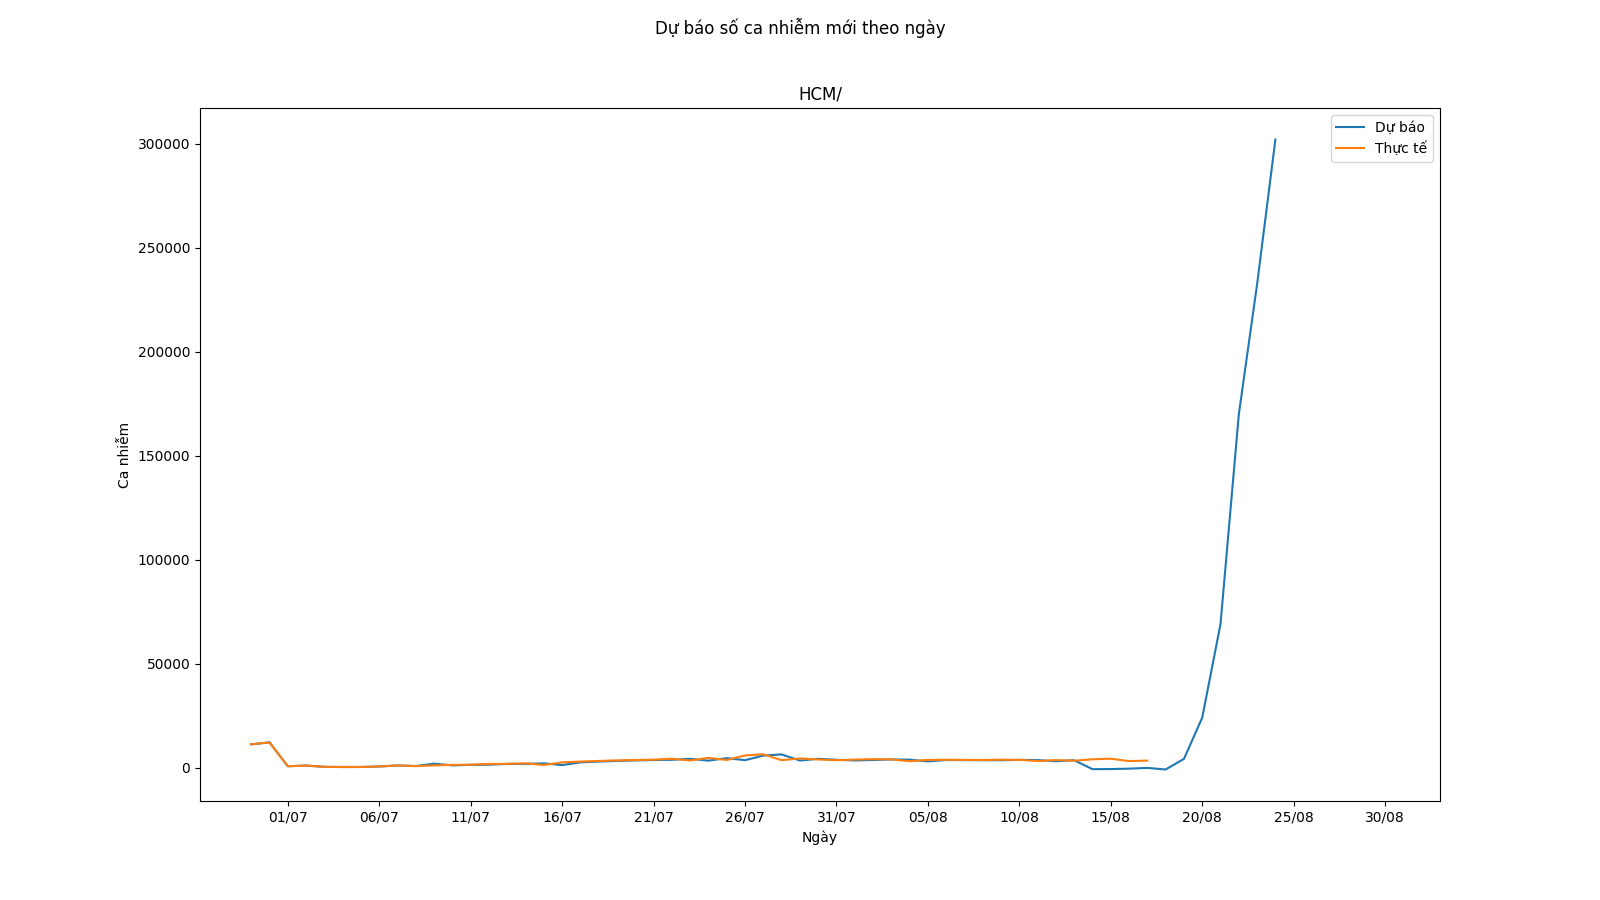 Dự báo số ca nhiễm mới theo ngày
HCM/
Dự báo
Thực tế
Ca nhiễm
300000
250000
200000
150000
100000
50000
0
01/07 06/07 11/07 16/07 21/07 26/07 31/07 05/08 10/08 15/08 20/08 25/08 30/08
Ngày